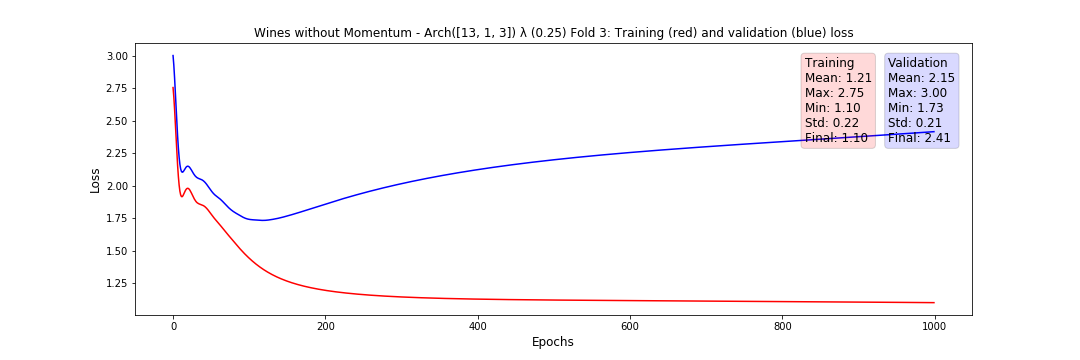 Wines without Momentum - Arch([13, 1, 3]) λ (0.25) Fold 3: Training (red) and validation (blue) loss
3.00
2.75
2.50
2.25
2.00
1.75
1.50
1.25
Loss
Training
Mean: 1.21
Max: 2.75
Min: 1.10
Std: 0.22
Final: 1.10
Validation
Mean: 2.15
Max: 3.00
Min: 1.73
Std: 0.21
Final: 2.41
0
200
400
600
800
1000
Epochs